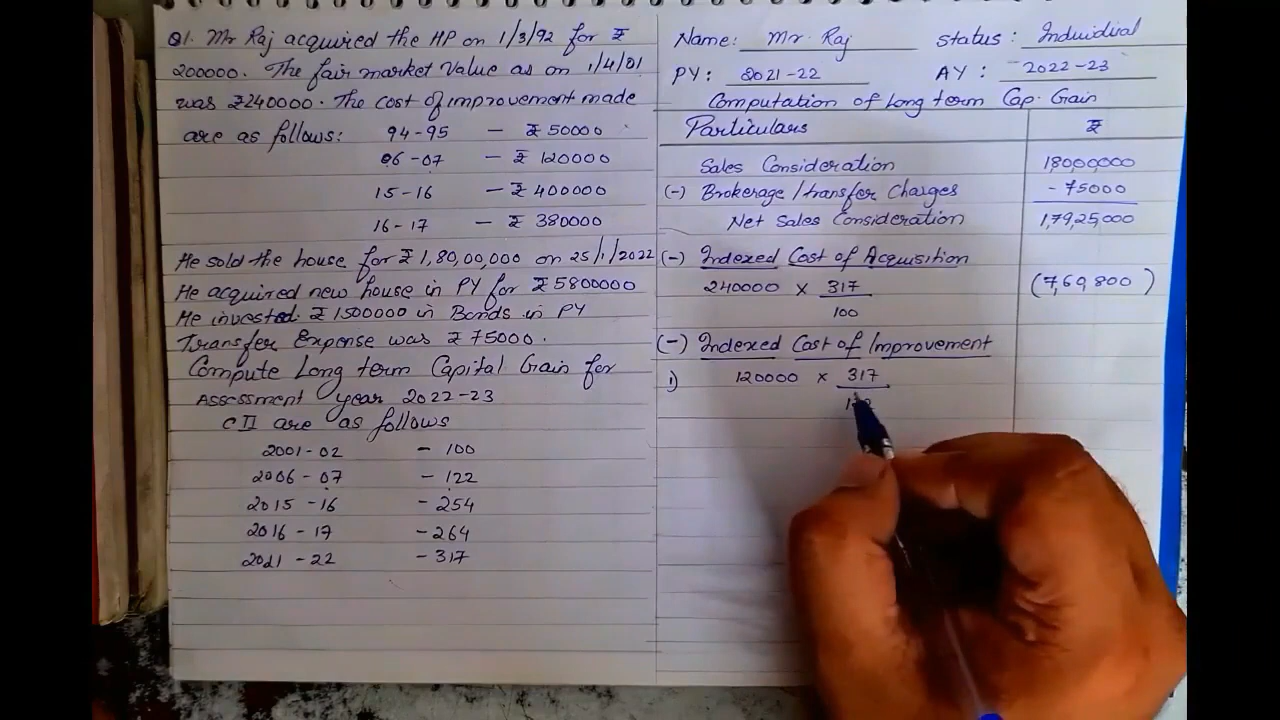 Q1. Mr Raj acquired the HP on 1/3/92 for ₹
200000. The fair market Value as on 1/4/01
was ₹240000. The cost of improvement made
are as follows: 94-95 - ₹ 50000
06-07 - ₹ 120000
15-16 - ₹ 400000
16-17 - ₹ 380000
He sold the house for ₹ 1,80,00,000 on 25/1/2022
He acquired new house in PY for ₹ 5800000
He invested ₹ 1500000 in Bonds in PY
Transfer Expense was ₹ 75000.
Compute Long term Capital Gain for
Assessment year 2022-23
CII are as follows
2001-02 - 100
2006-07 - 122
2015-16 - 254
2016-17 - 264
2021-22 - 317
Name: Mr. Raj Status: Individual
PY: 2021-22 AY: 2022-23
Computation of Long term Cap. Gain
Particulars ₹
Sales Consideration 18000000
(-) Brokerage/transfer Charges - 75000
Net Sales Consideration 1,7925,000
(-) Indexed Cost of Acquisition
240000 × 317 (7,60,800)
100
(-) Indexed Cost of Improvement
i) 120000 × 317